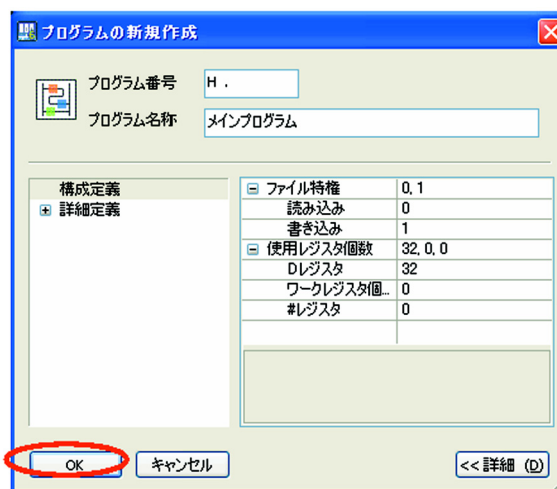 プログラムの新規作成
プログラム番号 H .
プログラム名称 メインプログラム
構成定義
詳細定義
ファイル特権 0, 1
読み込み 0
書き込み 1
使用レジスタ個数 32, 0, 0
Dレジスタ 32
ワークレジスタ個... 0
#レジスタ 0
OK キャンセル <<詳細 (D)